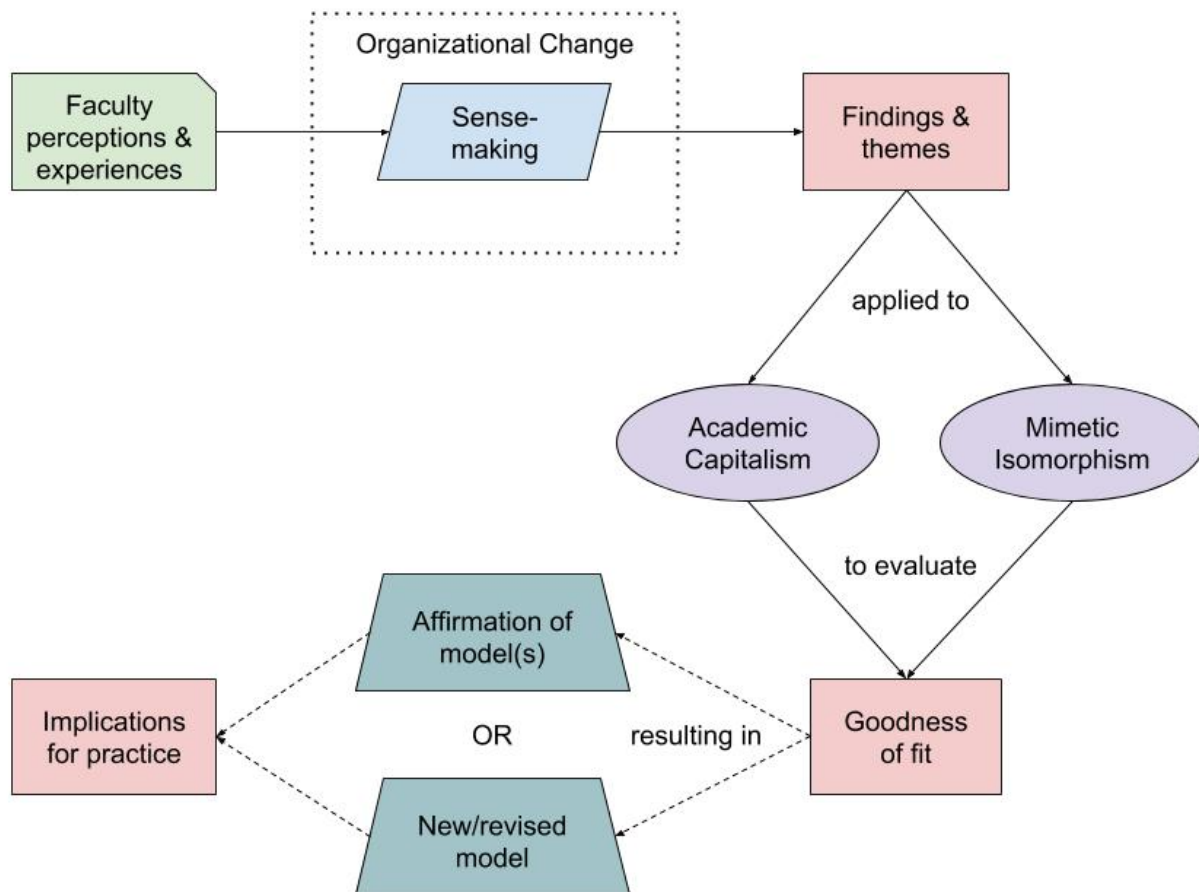 Organizational Change
Faculty
perceptions &
experiences
Sense-
making
Findings &
themes
applied to
Academic
Capitalism
Mimetic
Isomorphism
to evaluate
Affirmation of
model(s)
Implications
for practice
OR
resulting in
Goodness
of fit
New/revised
model